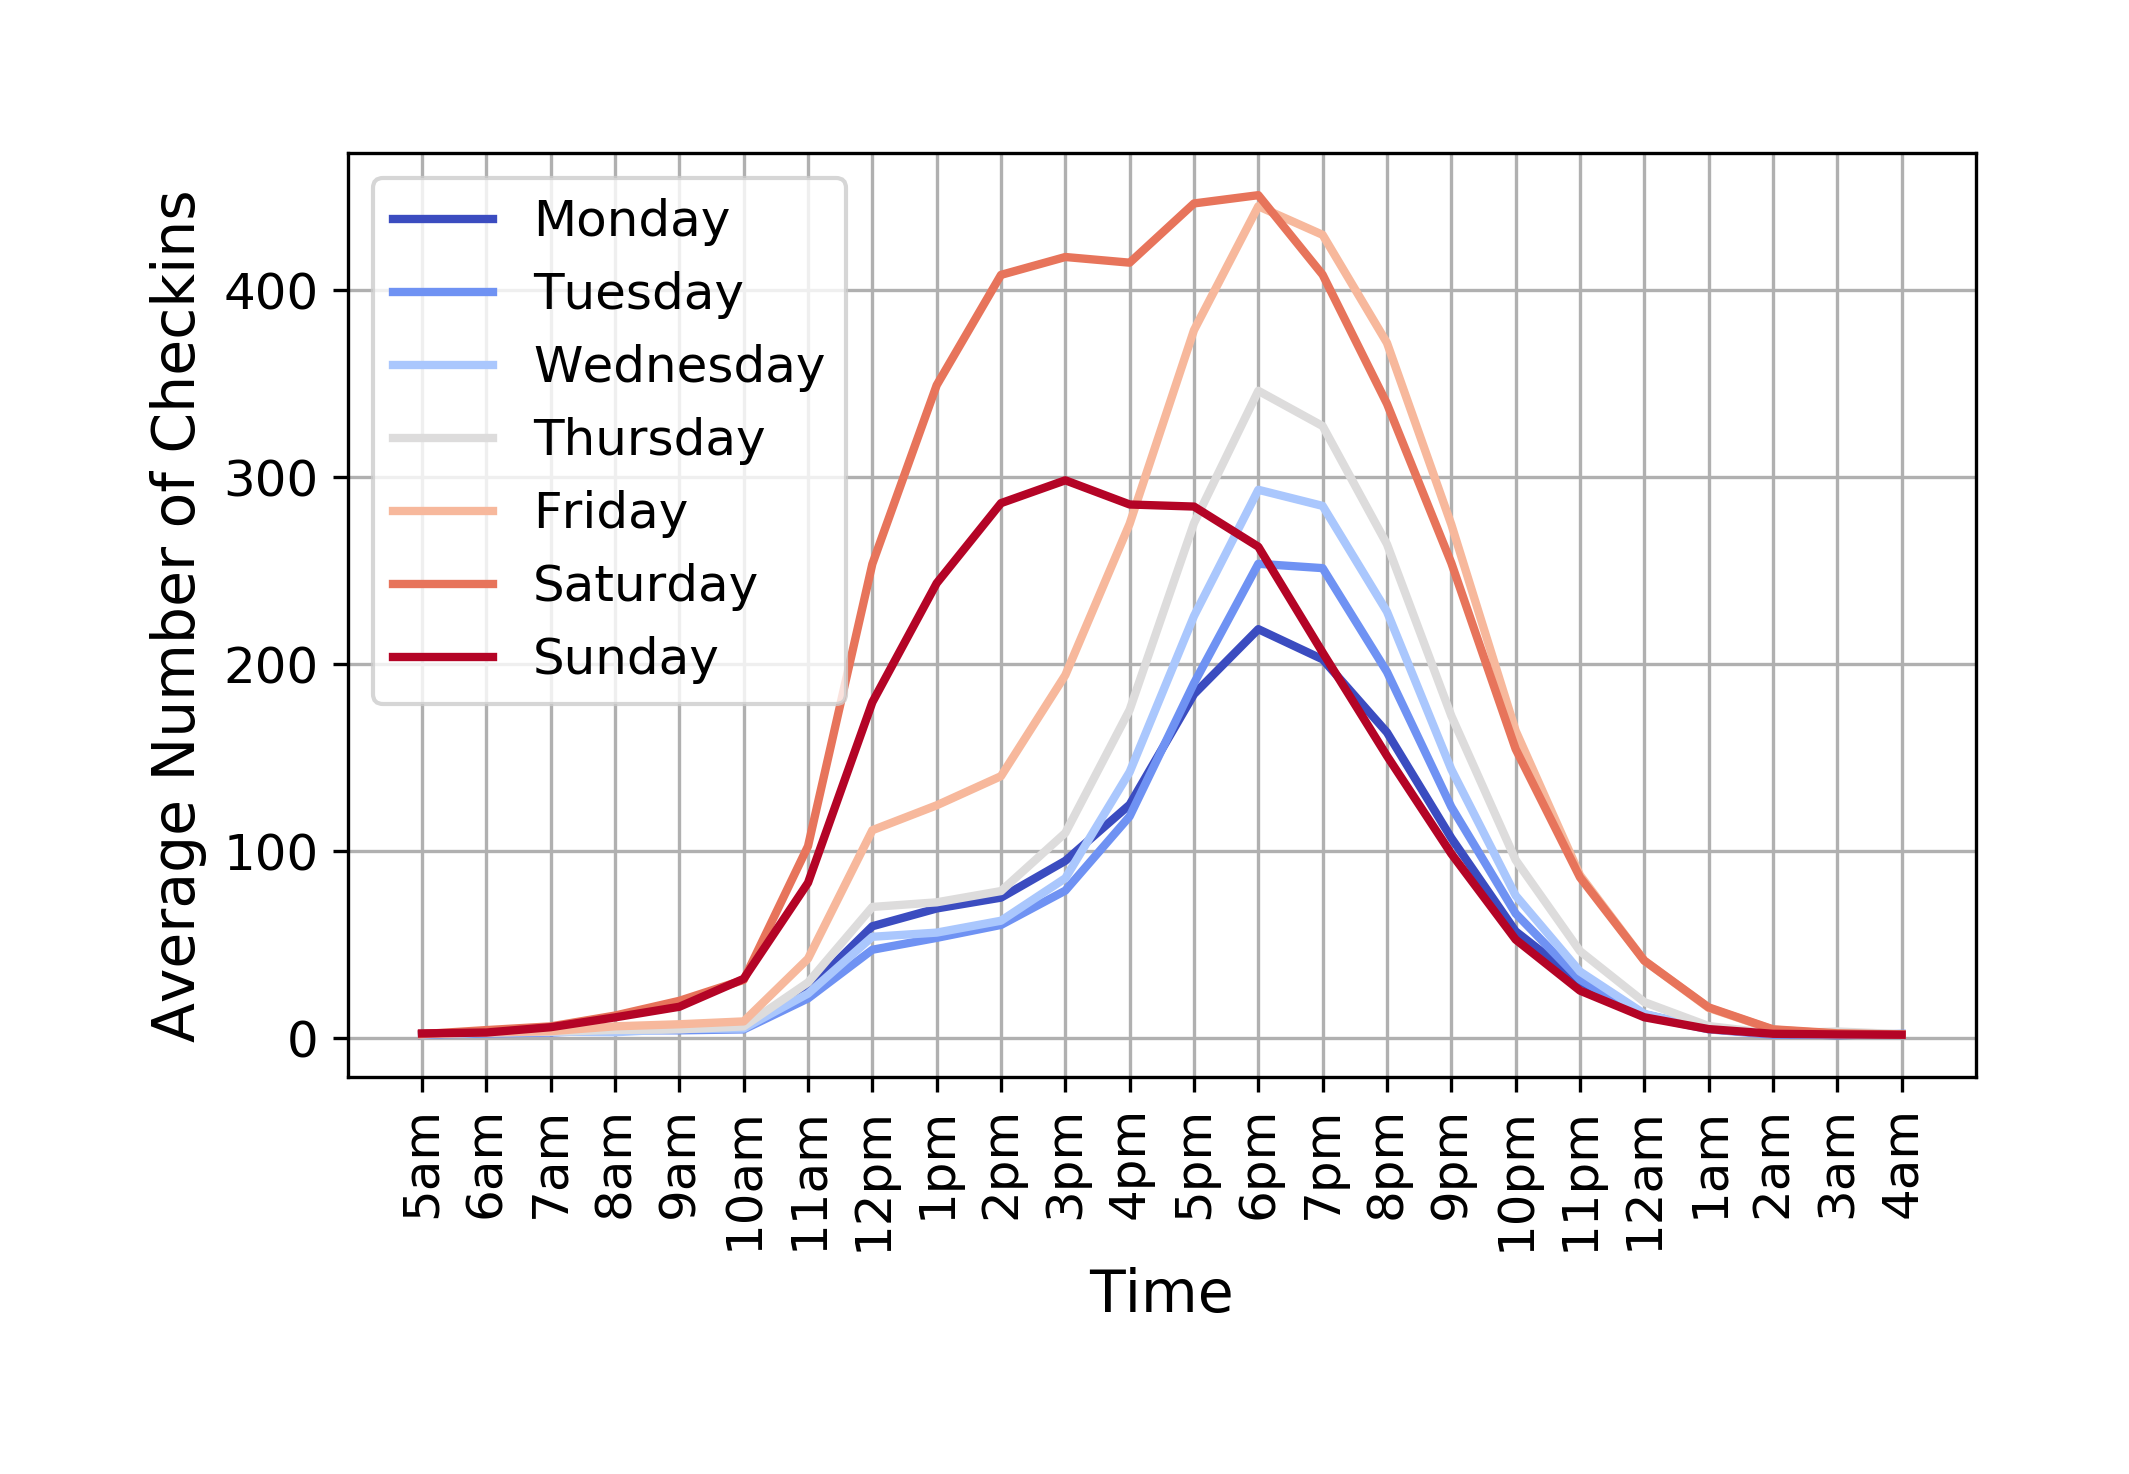 Monday
Tuesday
Wednesday
Thursday
Friday
Saturday
Sunday
Average Number of Checkins
400
300
200
100
0
5am
6am
7am
8am
9am
10am
11am
12pm
1pm
2pm
3pm
4pm
5pm
6pm
7pm
8pm
9pm
10pm
11pm
12am
1am
2am
3am
4am
Time